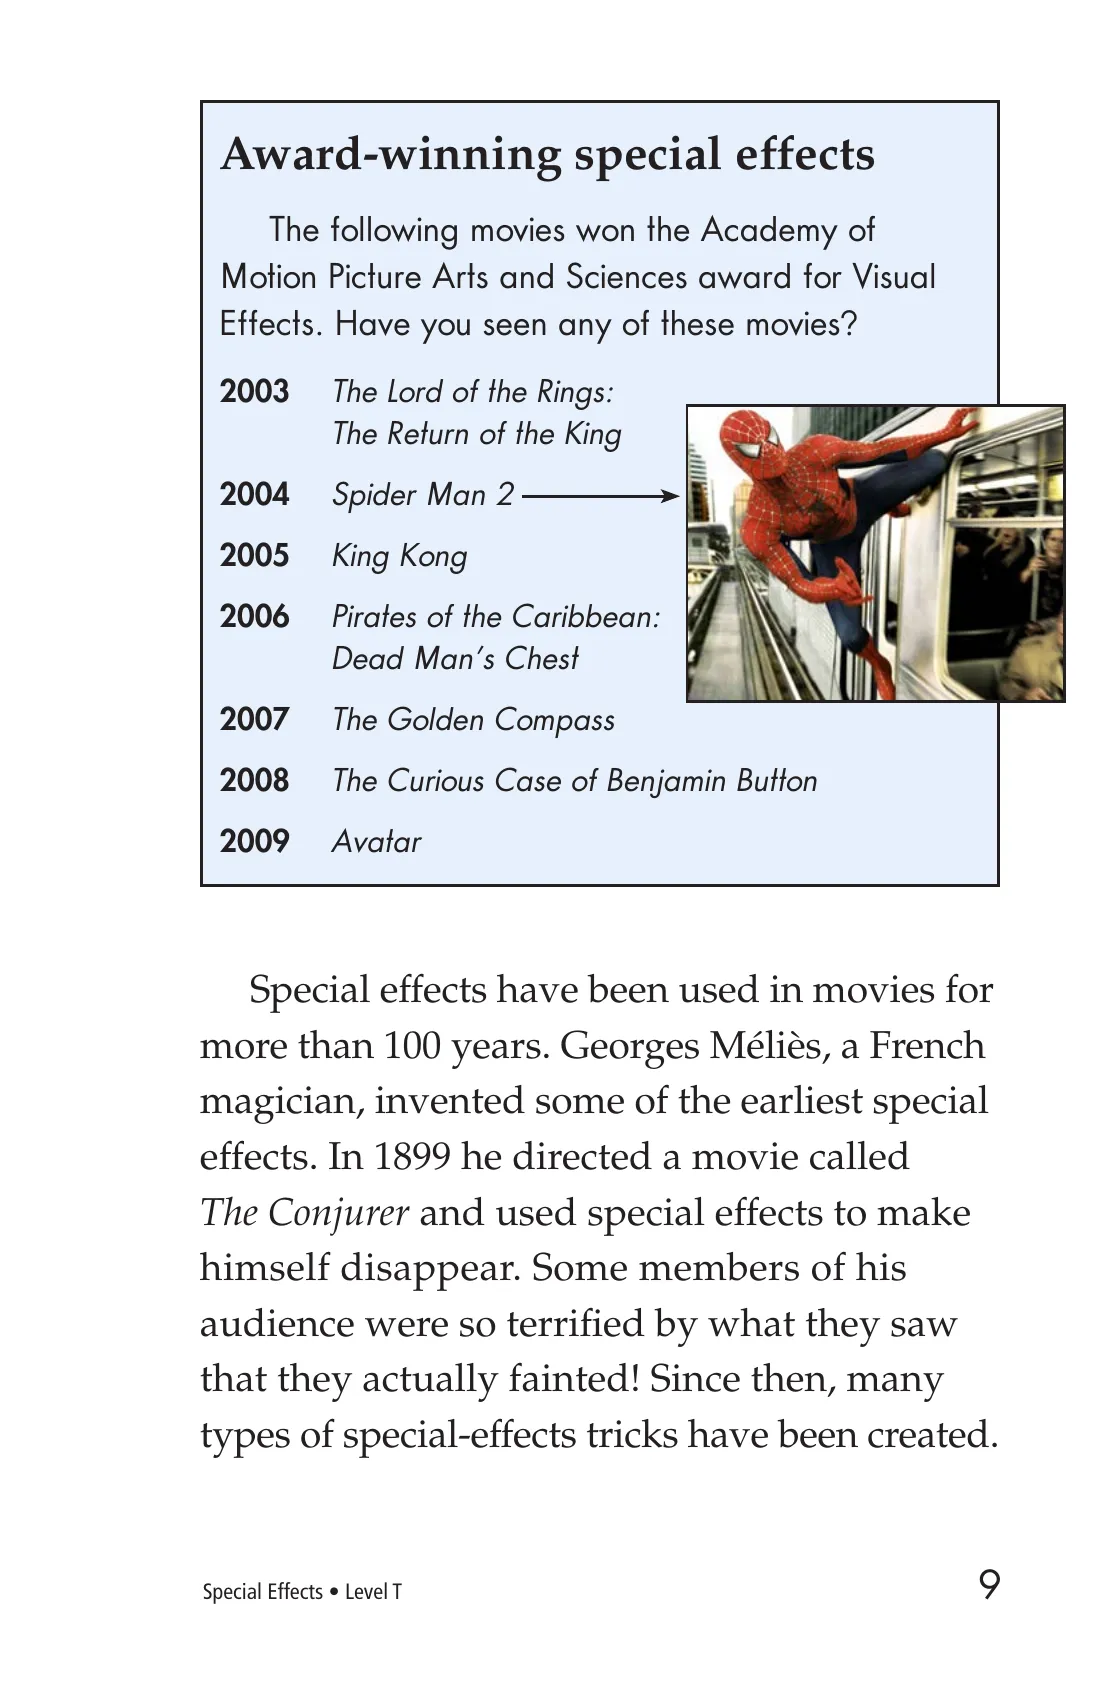 Award-winning special effects
The following movies won the Academy of
Motion Picture Arts and Sciences award for Visual
Effects. Have you seen any of these movies?
2003 The Lord of the Rings:
The Return of the King
2004 Spider Man 2
2005 King Kong
2006 Pirates of the Caribbean:
Dead Man’s Chest
2007 The Golden Compass
2008 The Curious Case of Benjamin Button
2009 Avatar
Special effects have been used in movies for
more than 100 years. Georges Méliès, a French
magician, invented some of the earliest special
effects. In 1899 he directed a movie called
The Conjurer and used special effects to make
himself disappear. Some members of his
audience were so terrified by what they saw
that they actually fainted! Since then, many
types of special-effects tricks have been created.
Special Effects • Level T 9